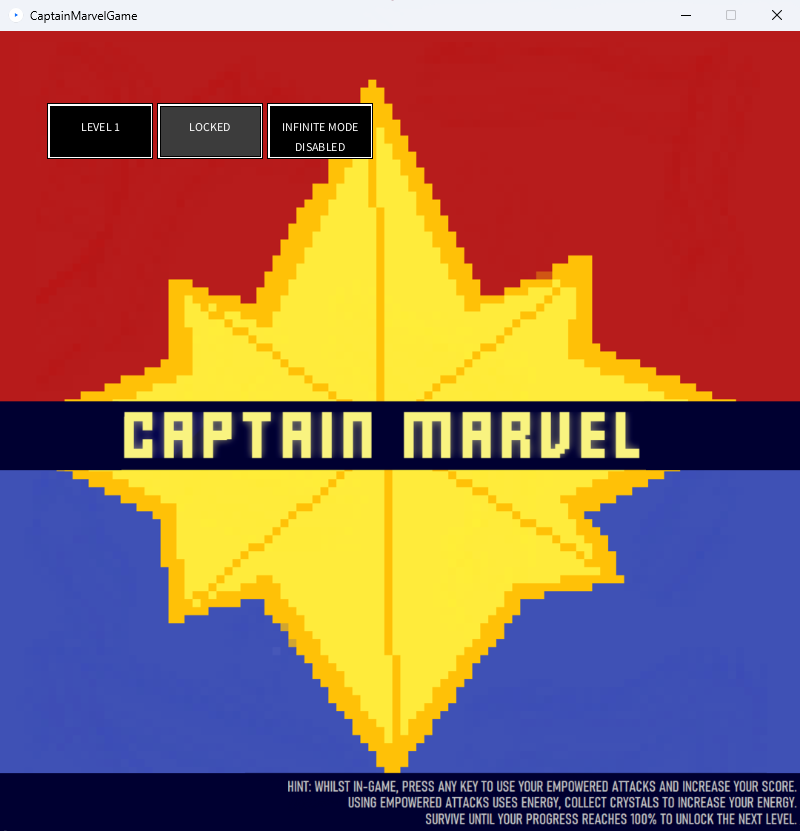 CaptainMarvelGame
LEVEL 1
LOCKED
INFINITE MODE
DISABLED
CAPTAIN MARVEL
HINT: WHILST IN-GAME, PRESS ANY KEY TO USE YOUR EMPOWERED ATTACKS AND INCREASE YOUR SCORE.
USING EMPOWERED ATTACKS USES ENERGY, COLLECT CRYSTALS TO INCREASE YOUR ENERGY.
SURVIVE UNTIL YOUR PROGRESS REACHES 100% TO UNLOCK THE NEXT LEVEL.